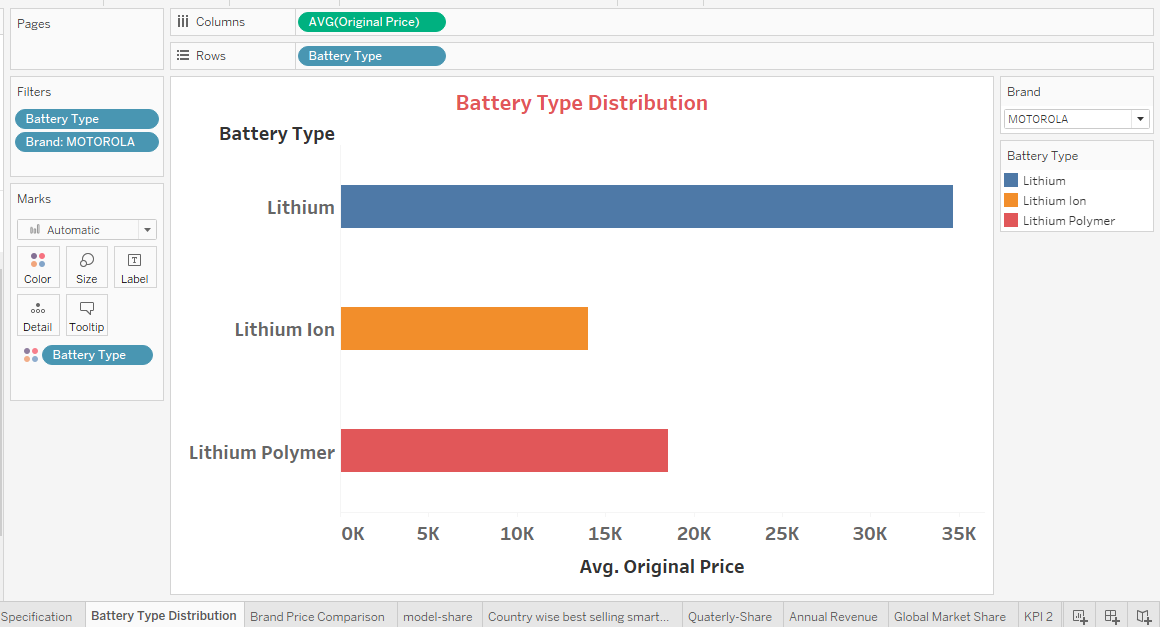 Pages
Columns
AVG(Original Price)
Rows
Battery Type
Filters
Battery Type
Brand: MOTOROLA
Marks
Automatic
Color
Size
Label
Detail
Tooltip
Battery Type
Battery Type Distribution
Battery Type
Lithium
Lithium Ion
Lithium Polymer
0K 5K 10K 15K 20K 25K 30K 35K
Avg. Original Price
Brand
MOTOROLA
Battery Type
Lithium
Lithium Ion
Lithium Polymer
Specification Battery Type Distribution Brand Price Comparison model-share Country wise best selling smart... Quaterly-Share Annual Revenue Global Market Share KPI 2